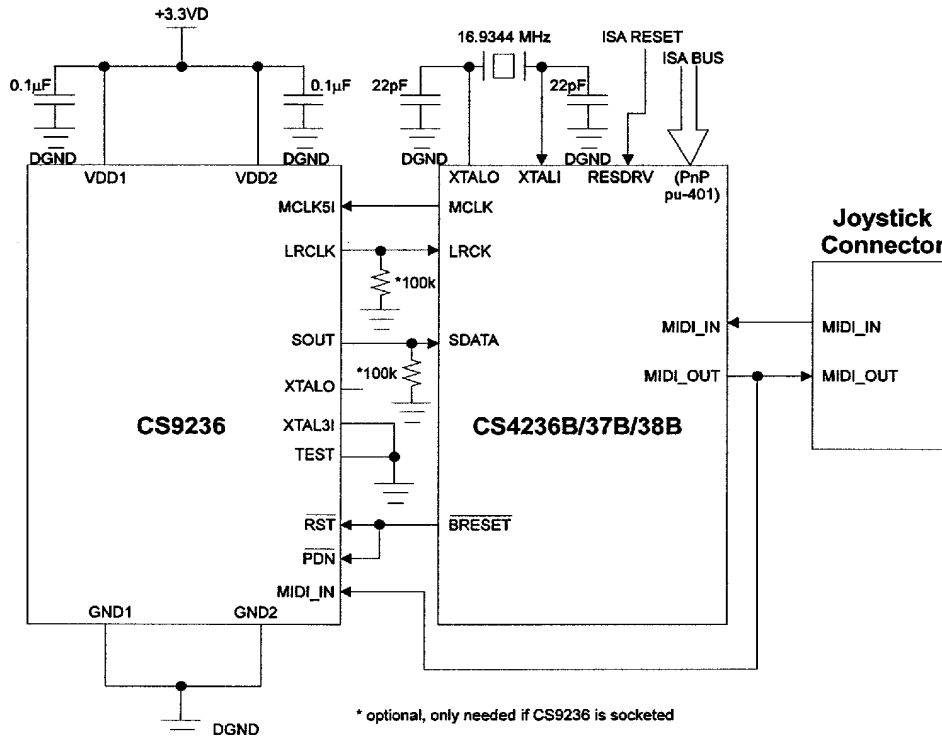 +3.3VD
16.9344 MHz
ISA RESET
ISA BUS
0.1µF
0.1µF
22pF
22pF
DGND
DGND
DGND
DGND
VDD1
VDD2
XTALO
XTALI
RESDRV
(PnP
pu-401)
MCLK5I
MCLK
LRCLK
LRCK
*100k
Joystick
Connector
SOUT
SDATA
MIDI_IN
MIDI_IN
*100k
XTALO
MIDI_OUT
MIDI_OUT
CS9236
XTAL3I
CS4236B/37B/38B
TEST
RST
BRESET
PDN
MIDI_IN
GND1
GND2
DGND
* optional, only needed if CS9236 is socketed